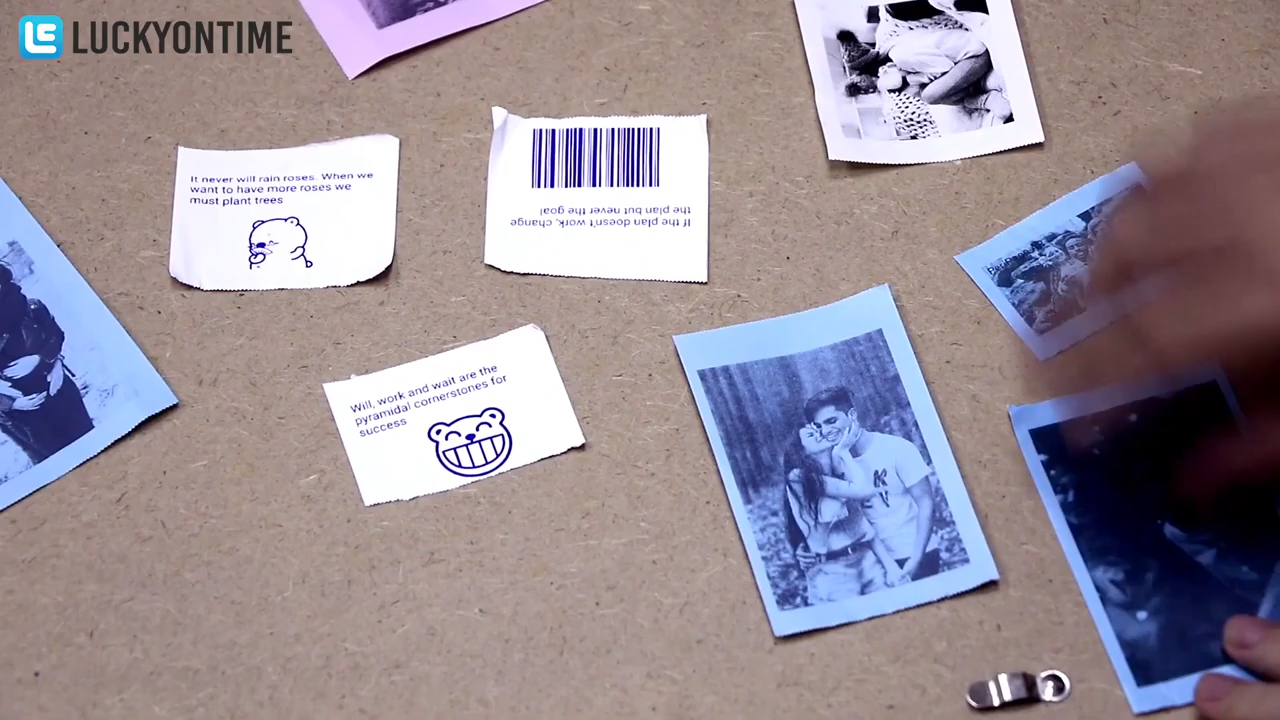 LUCKYONTIME
It never will rain roses. When we
want to have more roses we
must plant trees
If the plan doesn't work, change
the plan but never the goal
Will, work and wait are the
pyramidal cornerstones for
success